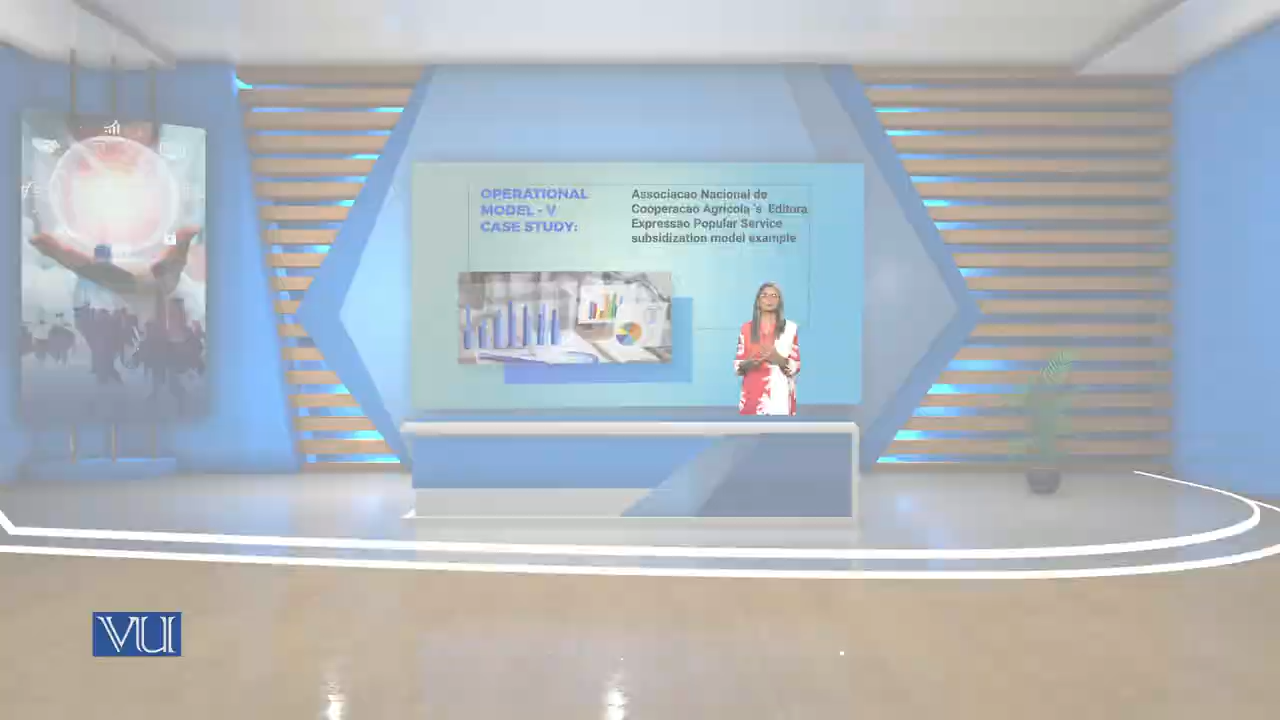 OPERATIONAL
MODEL - V
CASE STUDY:
Associacao Nacional de
Cooperacao Agricola 's Editora
Expressao Popular Service
subsidization model example
VU